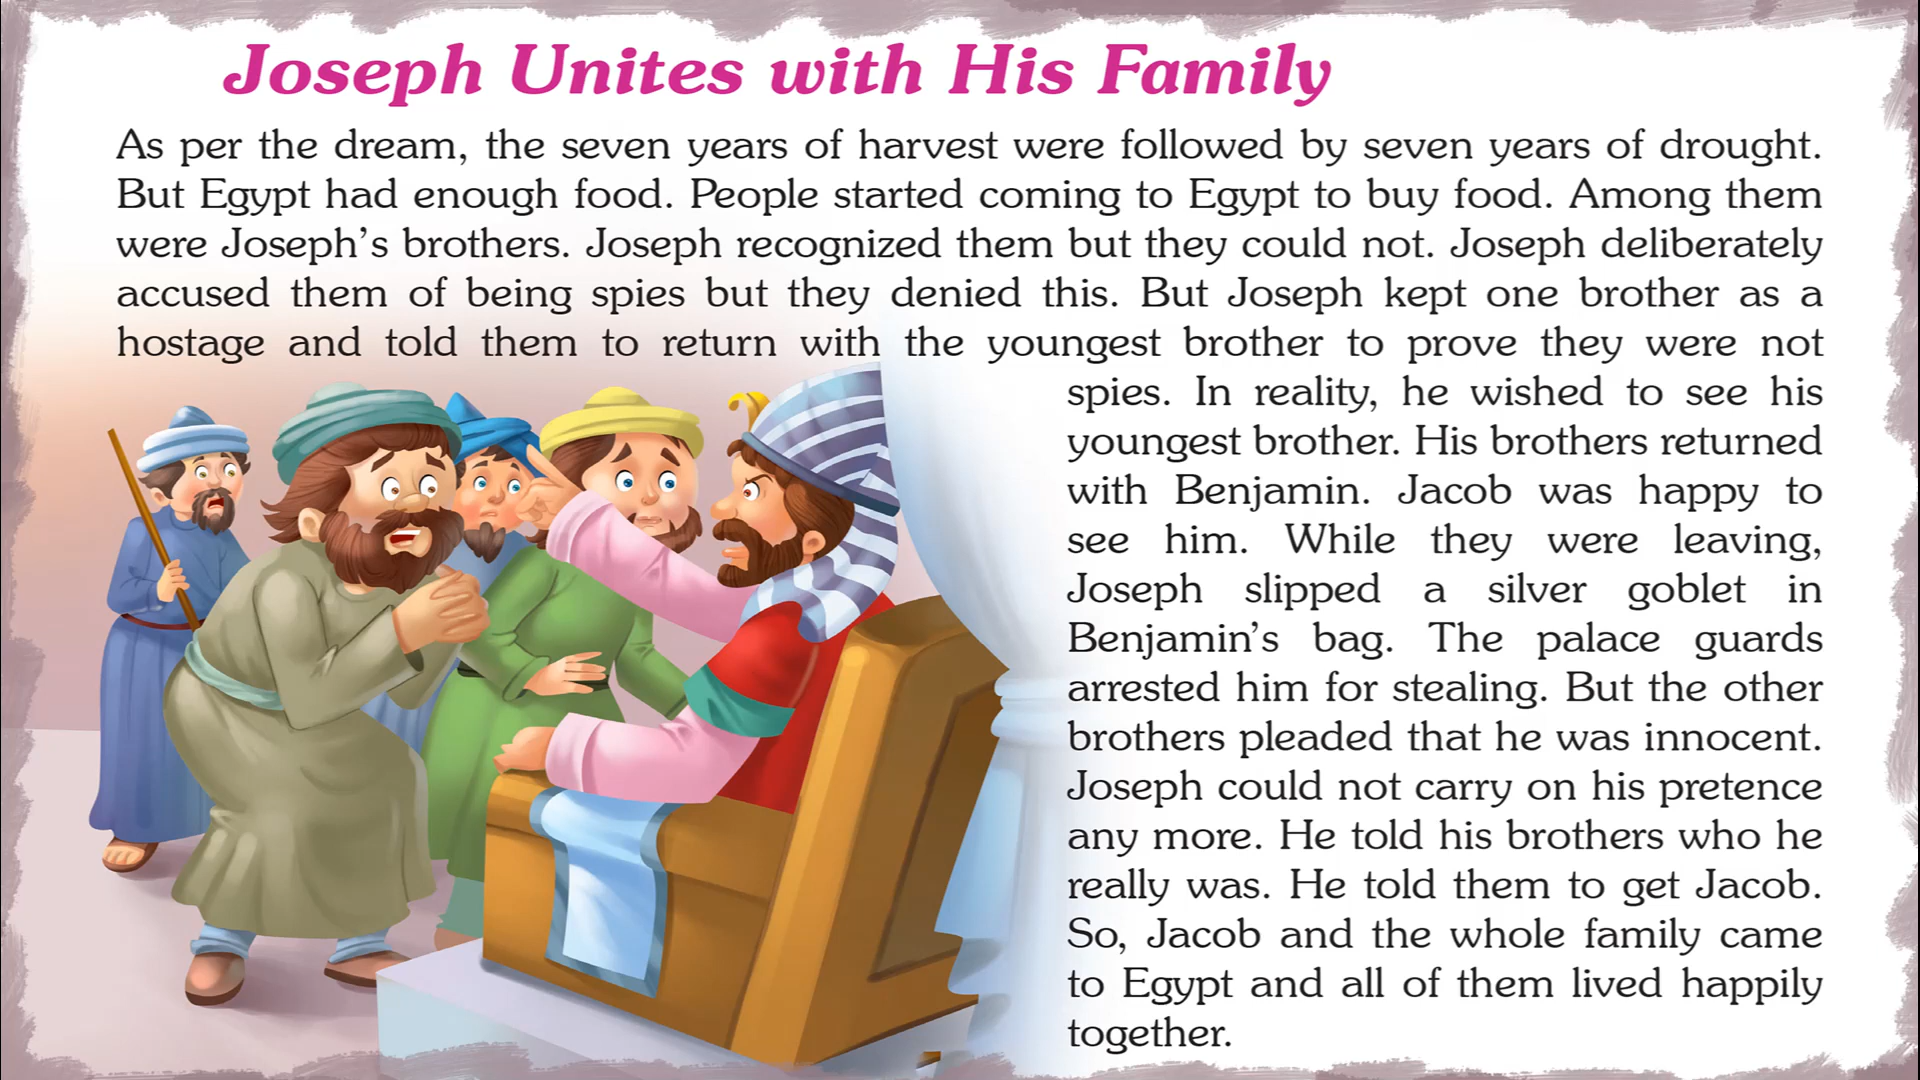 Joseph Unites with His Family
As per the dream, the seven years of harvest were followed by seven years of drought.
But Egypt had enough food. People started coming to Egypt to buy food. Among them
were Joseph’s brothers. Joseph recognized them but they could not. Joseph deliberately
accused them of being spies but they denied this. But Joseph kept one brother as a
hostage and told them to return with the youngest brother to prove they were not
spies. In reality, he wished to see his
youngest brother. His brothers returned
with Benjamin. Jacob was happy to
see him. While they were leaving,
Joseph slipped a silver goblet in
Benjamin’s bag. The palace guards
arrested him for stealing. But the other
brothers pleaded that he was innocent.
Joseph could not carry on his pretence
any more. He told his brothers who he
really was. He told them to get Jacob.
So, Jacob and the whole family came
to Egypt and all of them lived happily
together.